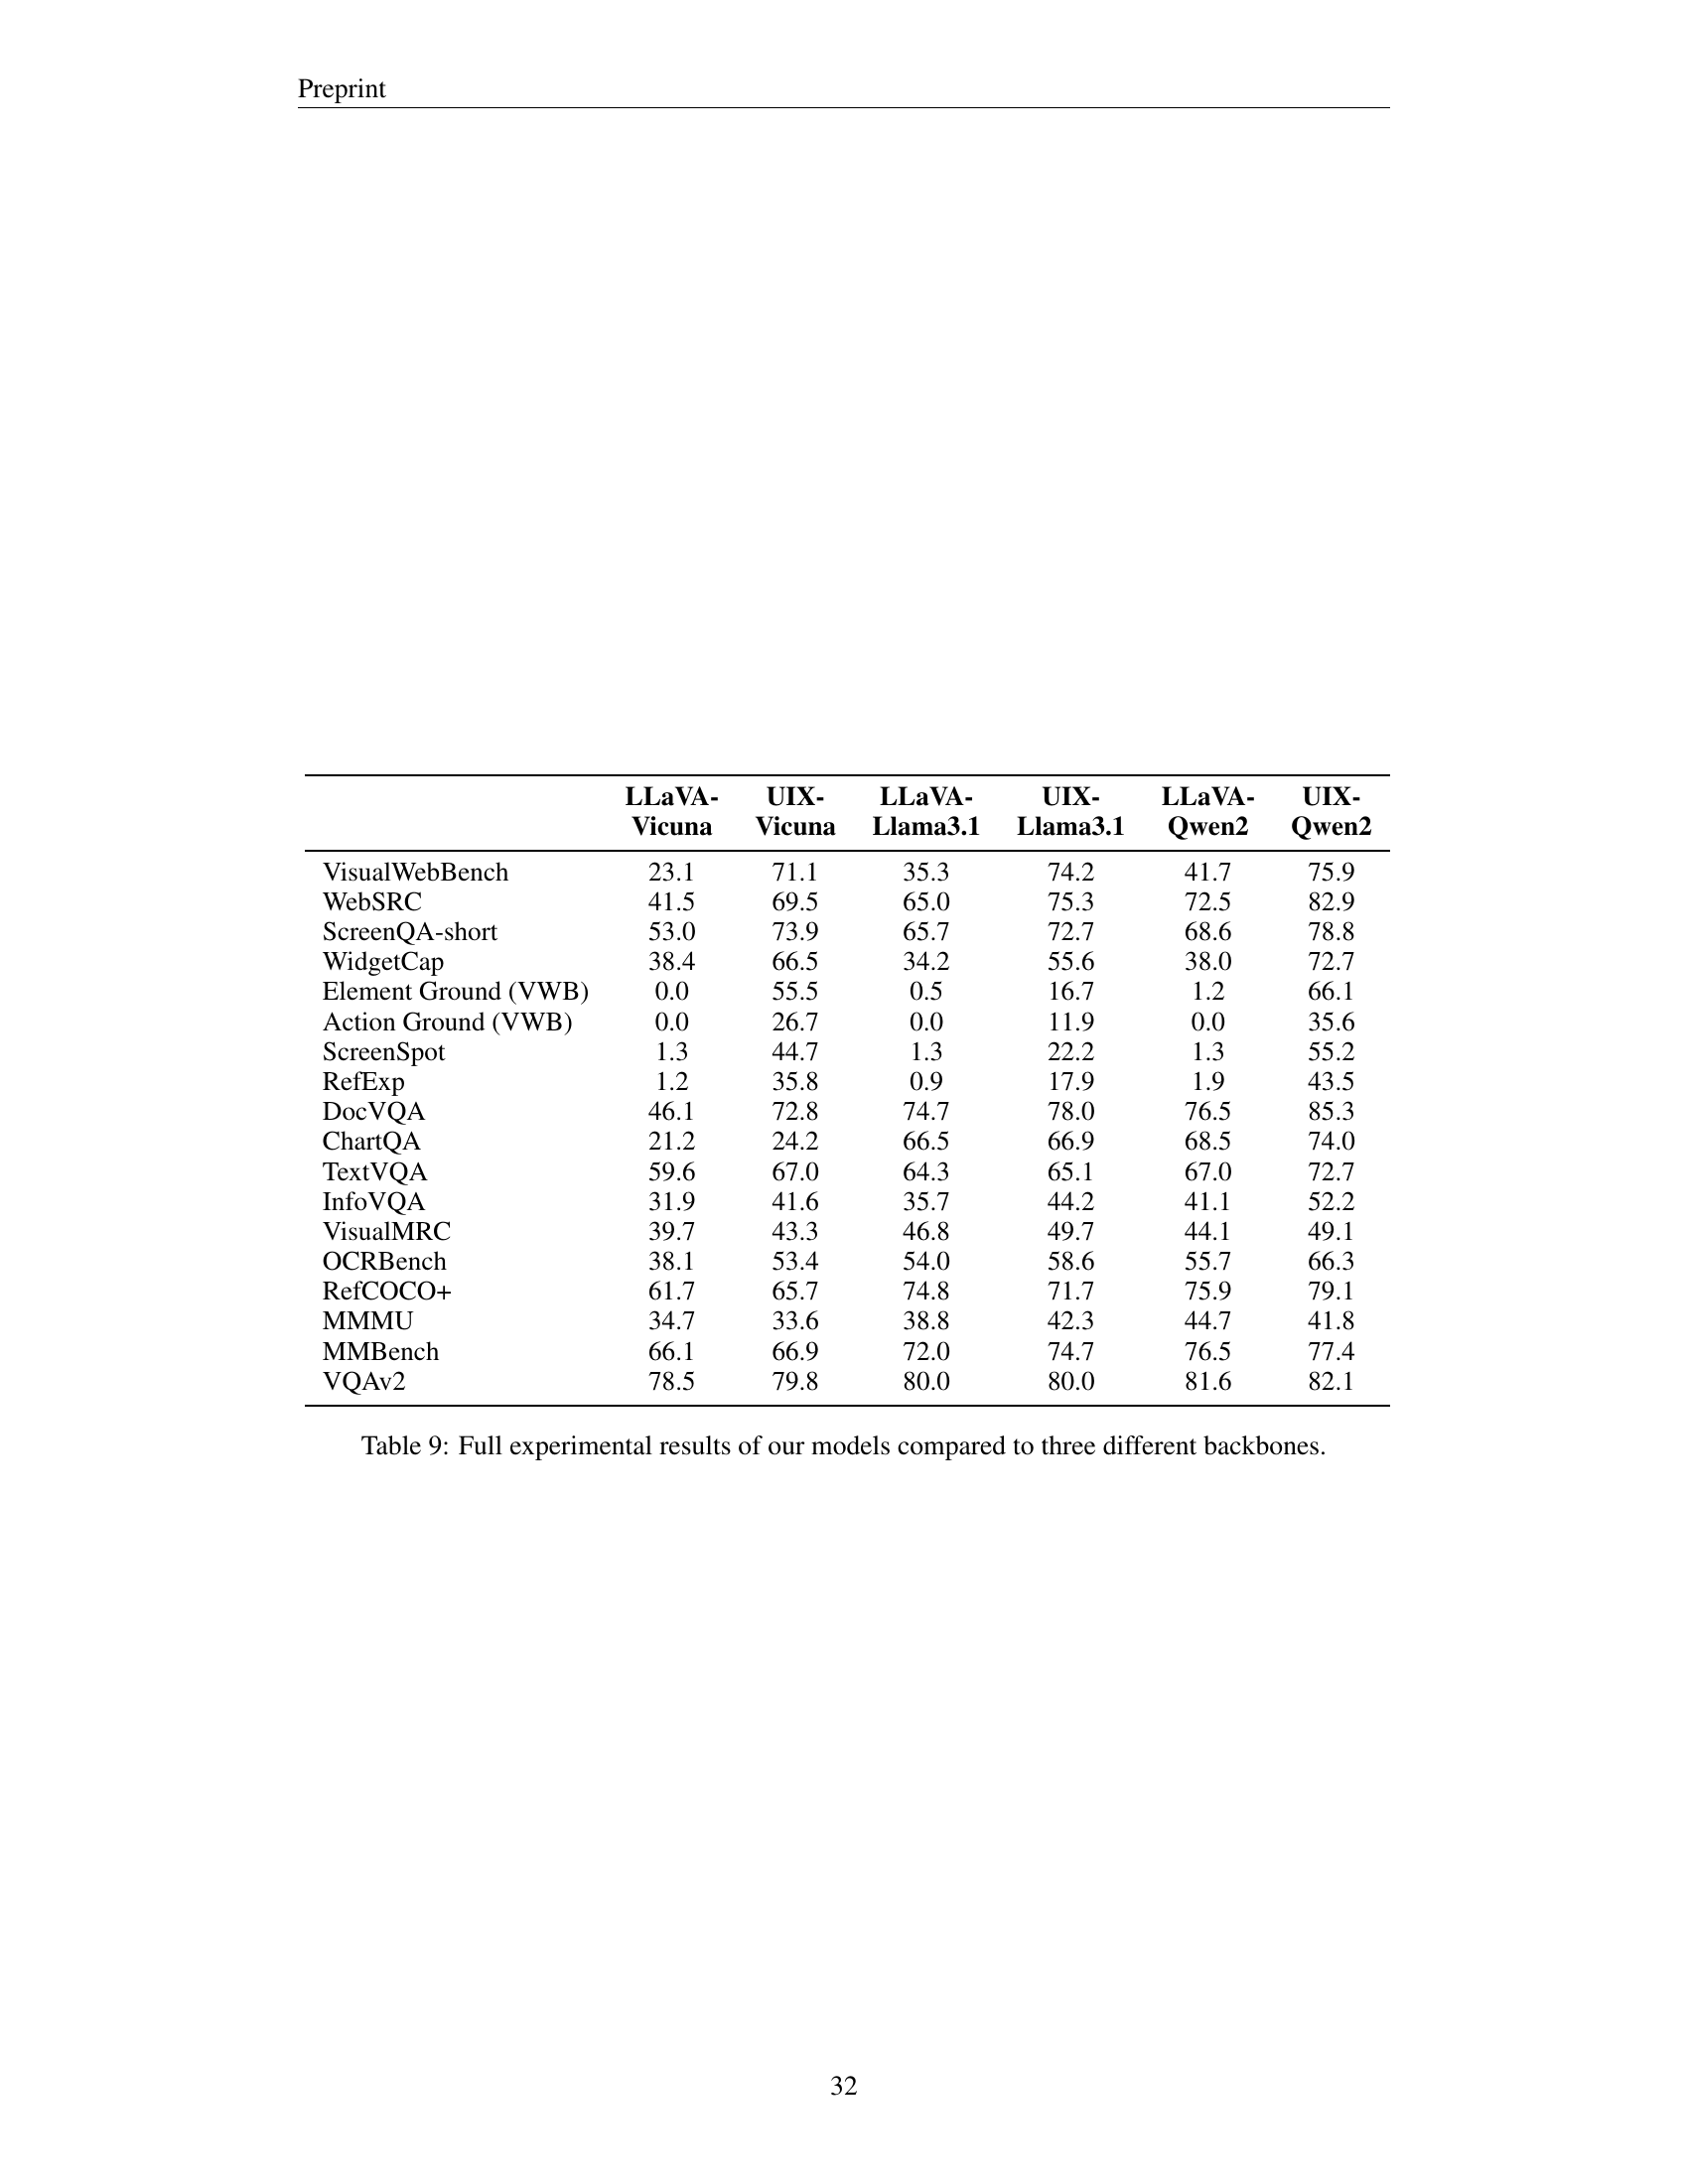 Preprint
LLaVA- UIX- LLaVA- UIX- LLaVA- UIX-
Vicuna Vicuna Llama3.1 Llama3.1 Qwen2 Qwen2
VisualWebBench 23.1 71.1 35.3 74.2 41.7 75.9
WebSRC 41.5 69.5 65.0 75.3 72.5 82.9
ScreenQA-short 53.0 73.9 65.7 72.7 68.6 78.8
WidgetCap 38.4 66.5 34.2 55.6 38.0 72.7
Element Ground (VWB) 0.0 55.5 0.5 16.7 1.2 66.1
Action Ground (VWB) 0.0 26.7 0.0 11.9 0.0 35.6
ScreenSpot 1.3 44.7 1.3 22.2 1.3 55.2
RefExp 1.2 35.8 0.9 17.9 1.9 43.5
DocVQA 46.1 72.8 74.7 78.0 76.5 85.3
ChartQA 21.2 24.2 66.5 66.9 68.5 74.0
TextVQA 59.6 67.0 64.3 65.1 67.0 72.7
InfoVQA 31.9 41.6 35.7 44.2 41.1 52.2
VisualMRC 39.7 43.3 46.8 49.7 44.1 49.1
OCRBench 38.1 53.4 54.0 58.6 55.7 66.3
RefCOCO+ 61.7 65.7 74.8 71.7 75.9 79.1
MMMU 34.7 33.6 38.8 42.3 44.7 41.8
MMBench 66.1 66.9 72.0 74.7 76.5 77.4
VQAv2 78.5 79.8 80.0 80.0 81.6 82.1
Table 9: Full experimental results of our models compared to three different backbones.
32